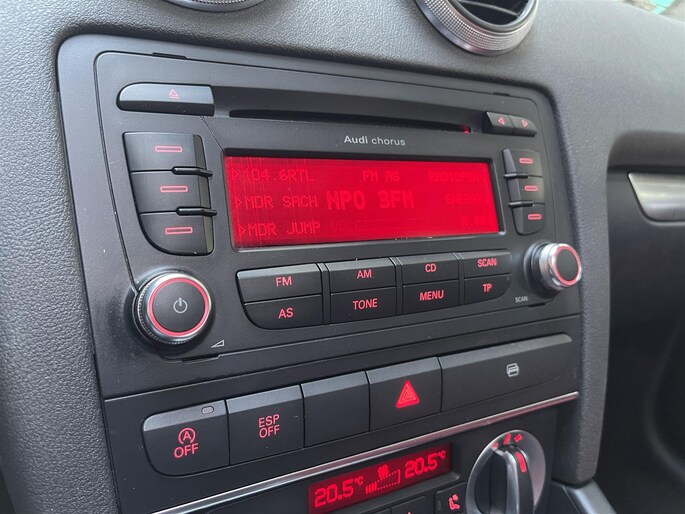 Audi chorus
104.6RTL FM AS
MDR SACH NPO 3FM ENERGY
MDR JUMP
FM AM CD SCAN
AS TONE MENU TP
SCAN
A OFF
ESP OFF
20.5°C 20.5°C